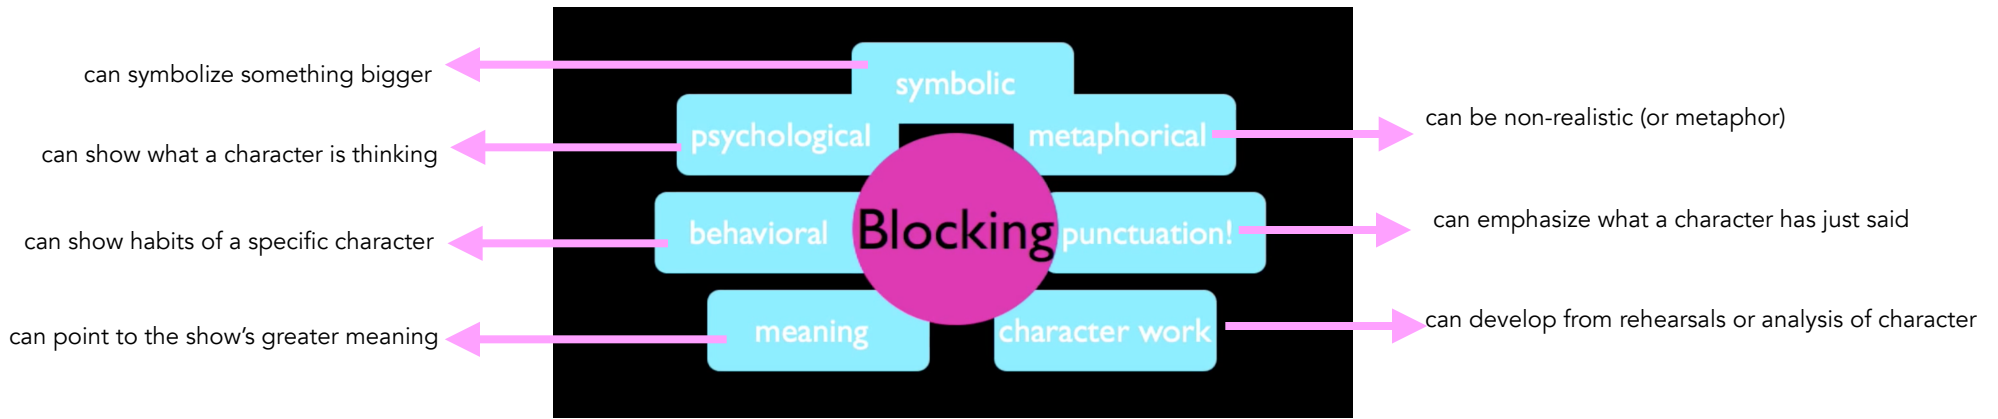 can symbolize something bigger
symbolic
psychological
metaphorical
can be non-realistic (or metaphor)
can show what a character is thinking
behavioral
Blocking
punctuation!
can emphasize what a character has just said
can show habits of a specific character
meaning
character work
can develop from rehearsals or analysis of character
can point to the show’s greater meaning